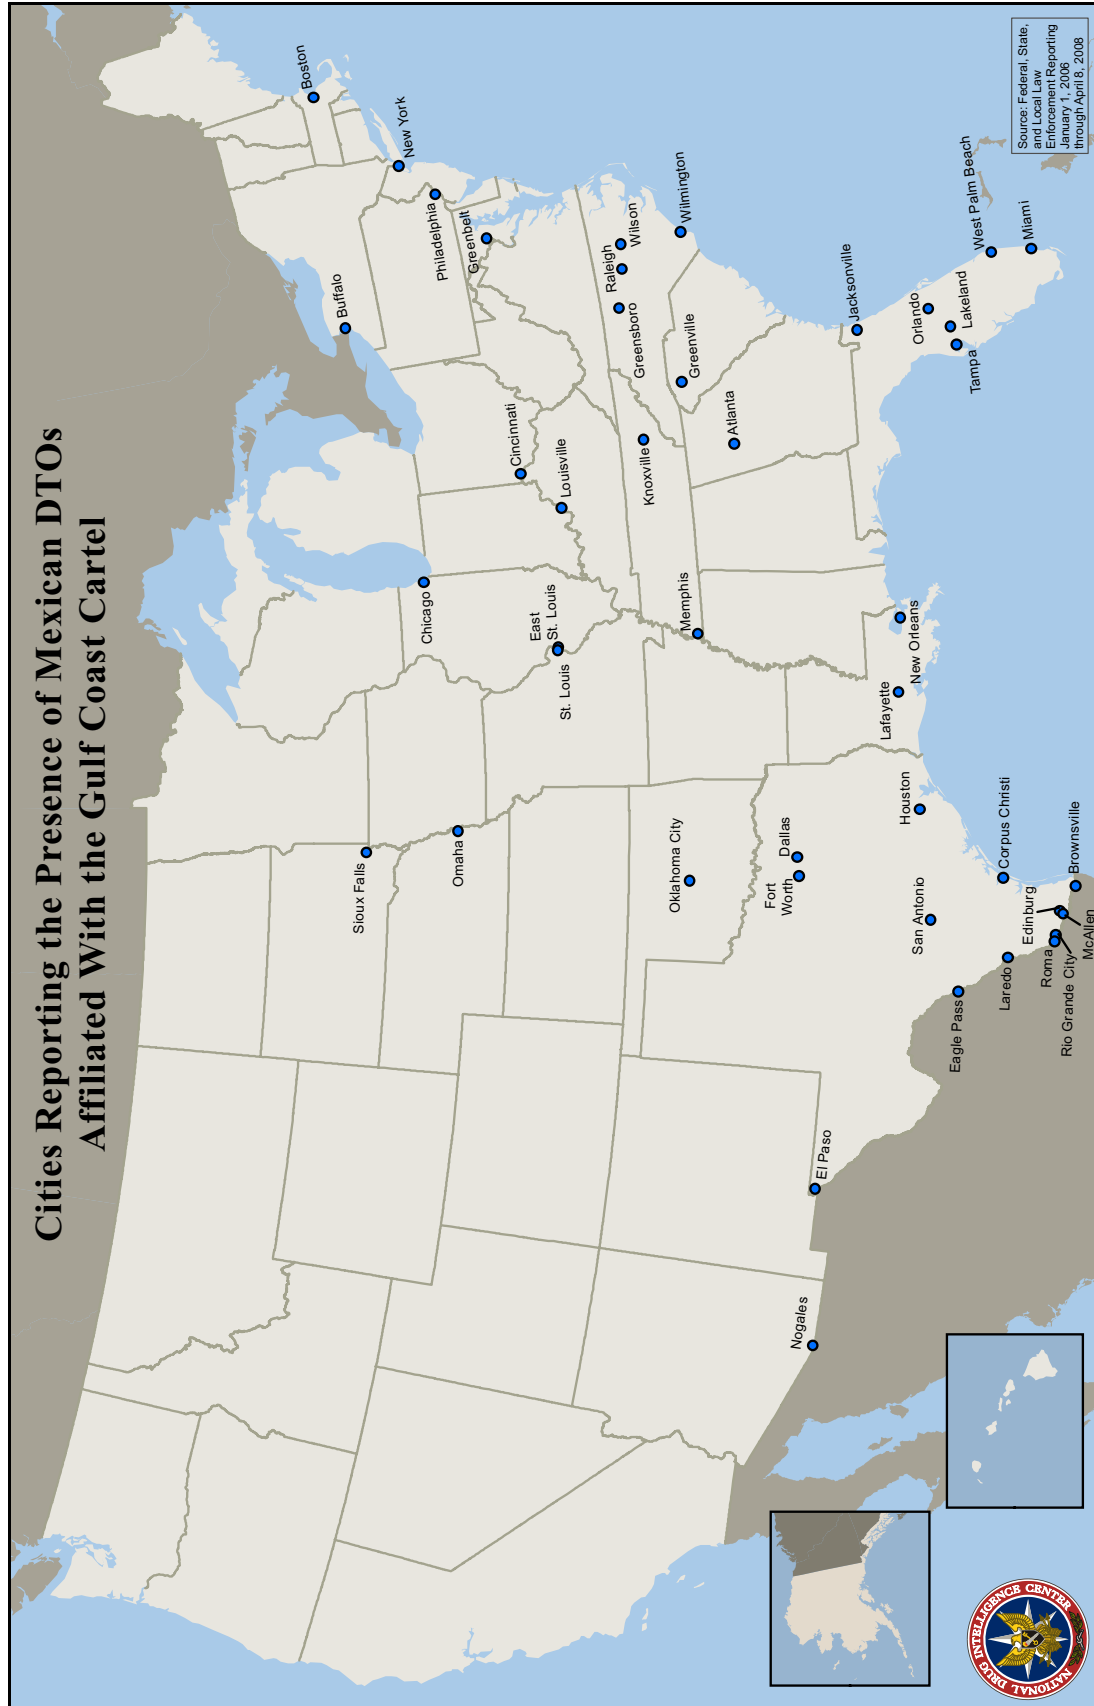 Cities Reporting the Presence of Mexican DTOs
Affiliated With the Gulf Coast Cartel
Boston
New York
Buffalo
Philadelphia
Greenbelt
Chicago
Cincinnati
Louisville
East
St. Louis
St. Louis
Sioux Falls
Omaha
Wilson
Raleigh
Greensboro
Wilmington
Knoxville
Greenville
Memphis
Atlanta
Oklahoma City
Jacksonville
Dallas
Fort
Worth
El Paso
Nogales
Orlando
Lakeland
Tampa
West Palm Beach
Miami
New Orleans
Lafayette
Houston
San Antonio
Eagle Pass
Corpus Christi
Laredo
Edinburg
Roma
Rio Grande City
McAllen
Brownsville
Source: Federal, State,
and Local Law
Enforcement Reporting
January 1, 2006
through April 8, 2008
NATIONAL DRUG INTELLIGENCE CENTER